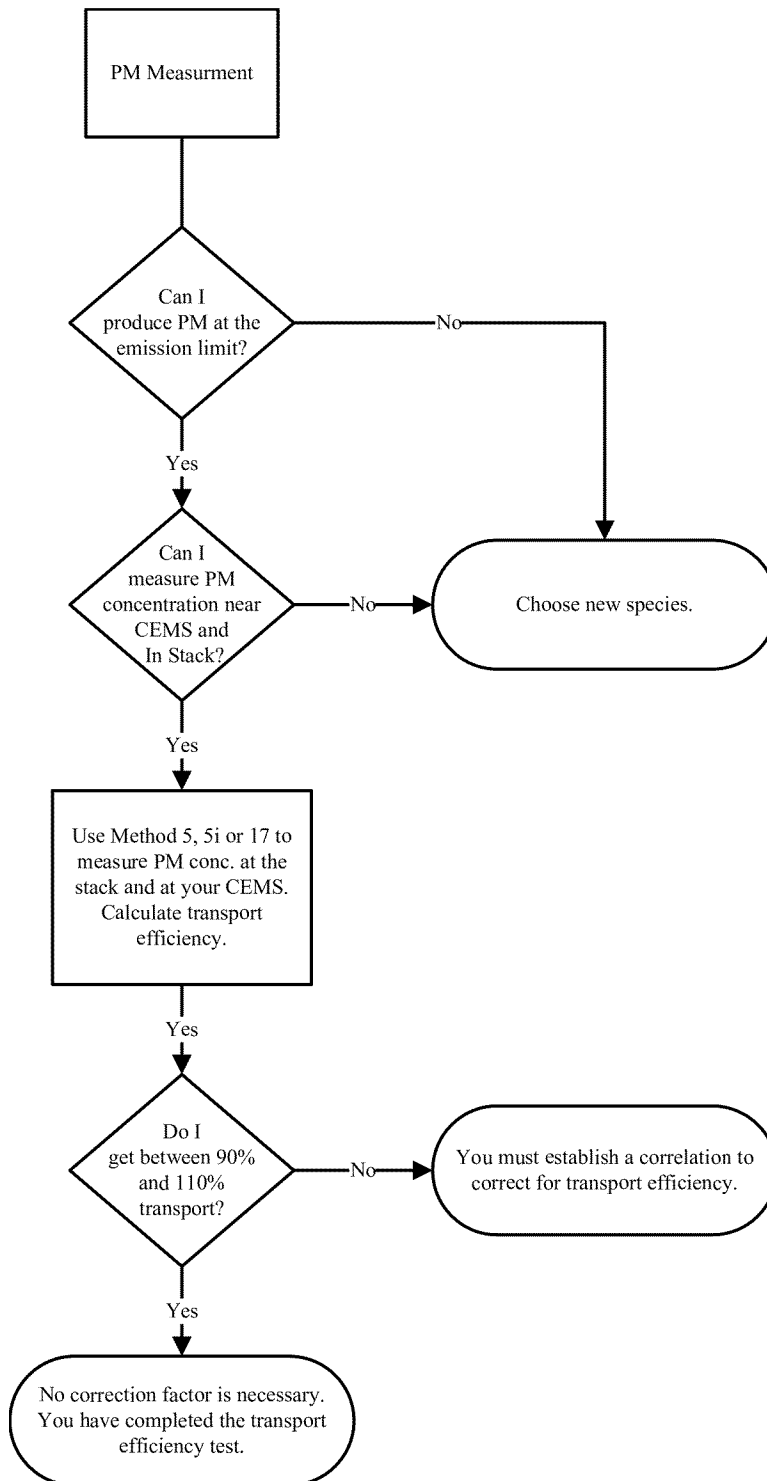 PM Measurment
Can I
produce PM at the
emission limit?
No
Yes
Can I
measure PM
concentration near
CEMS and
In Stack?
No
Choose new species.
Yes
Use Method 5, 5i or 17 to
measure PM conc. at the
stack and at your CEMS.
Calculate transport
efficiency.
Yes
Do I
get between 90%
and 110%
transport?
No
You must establish a correlation to
correct for transport efficiency.
Yes
No correction factor is necessary.
You have completed the transport
efficiency test.